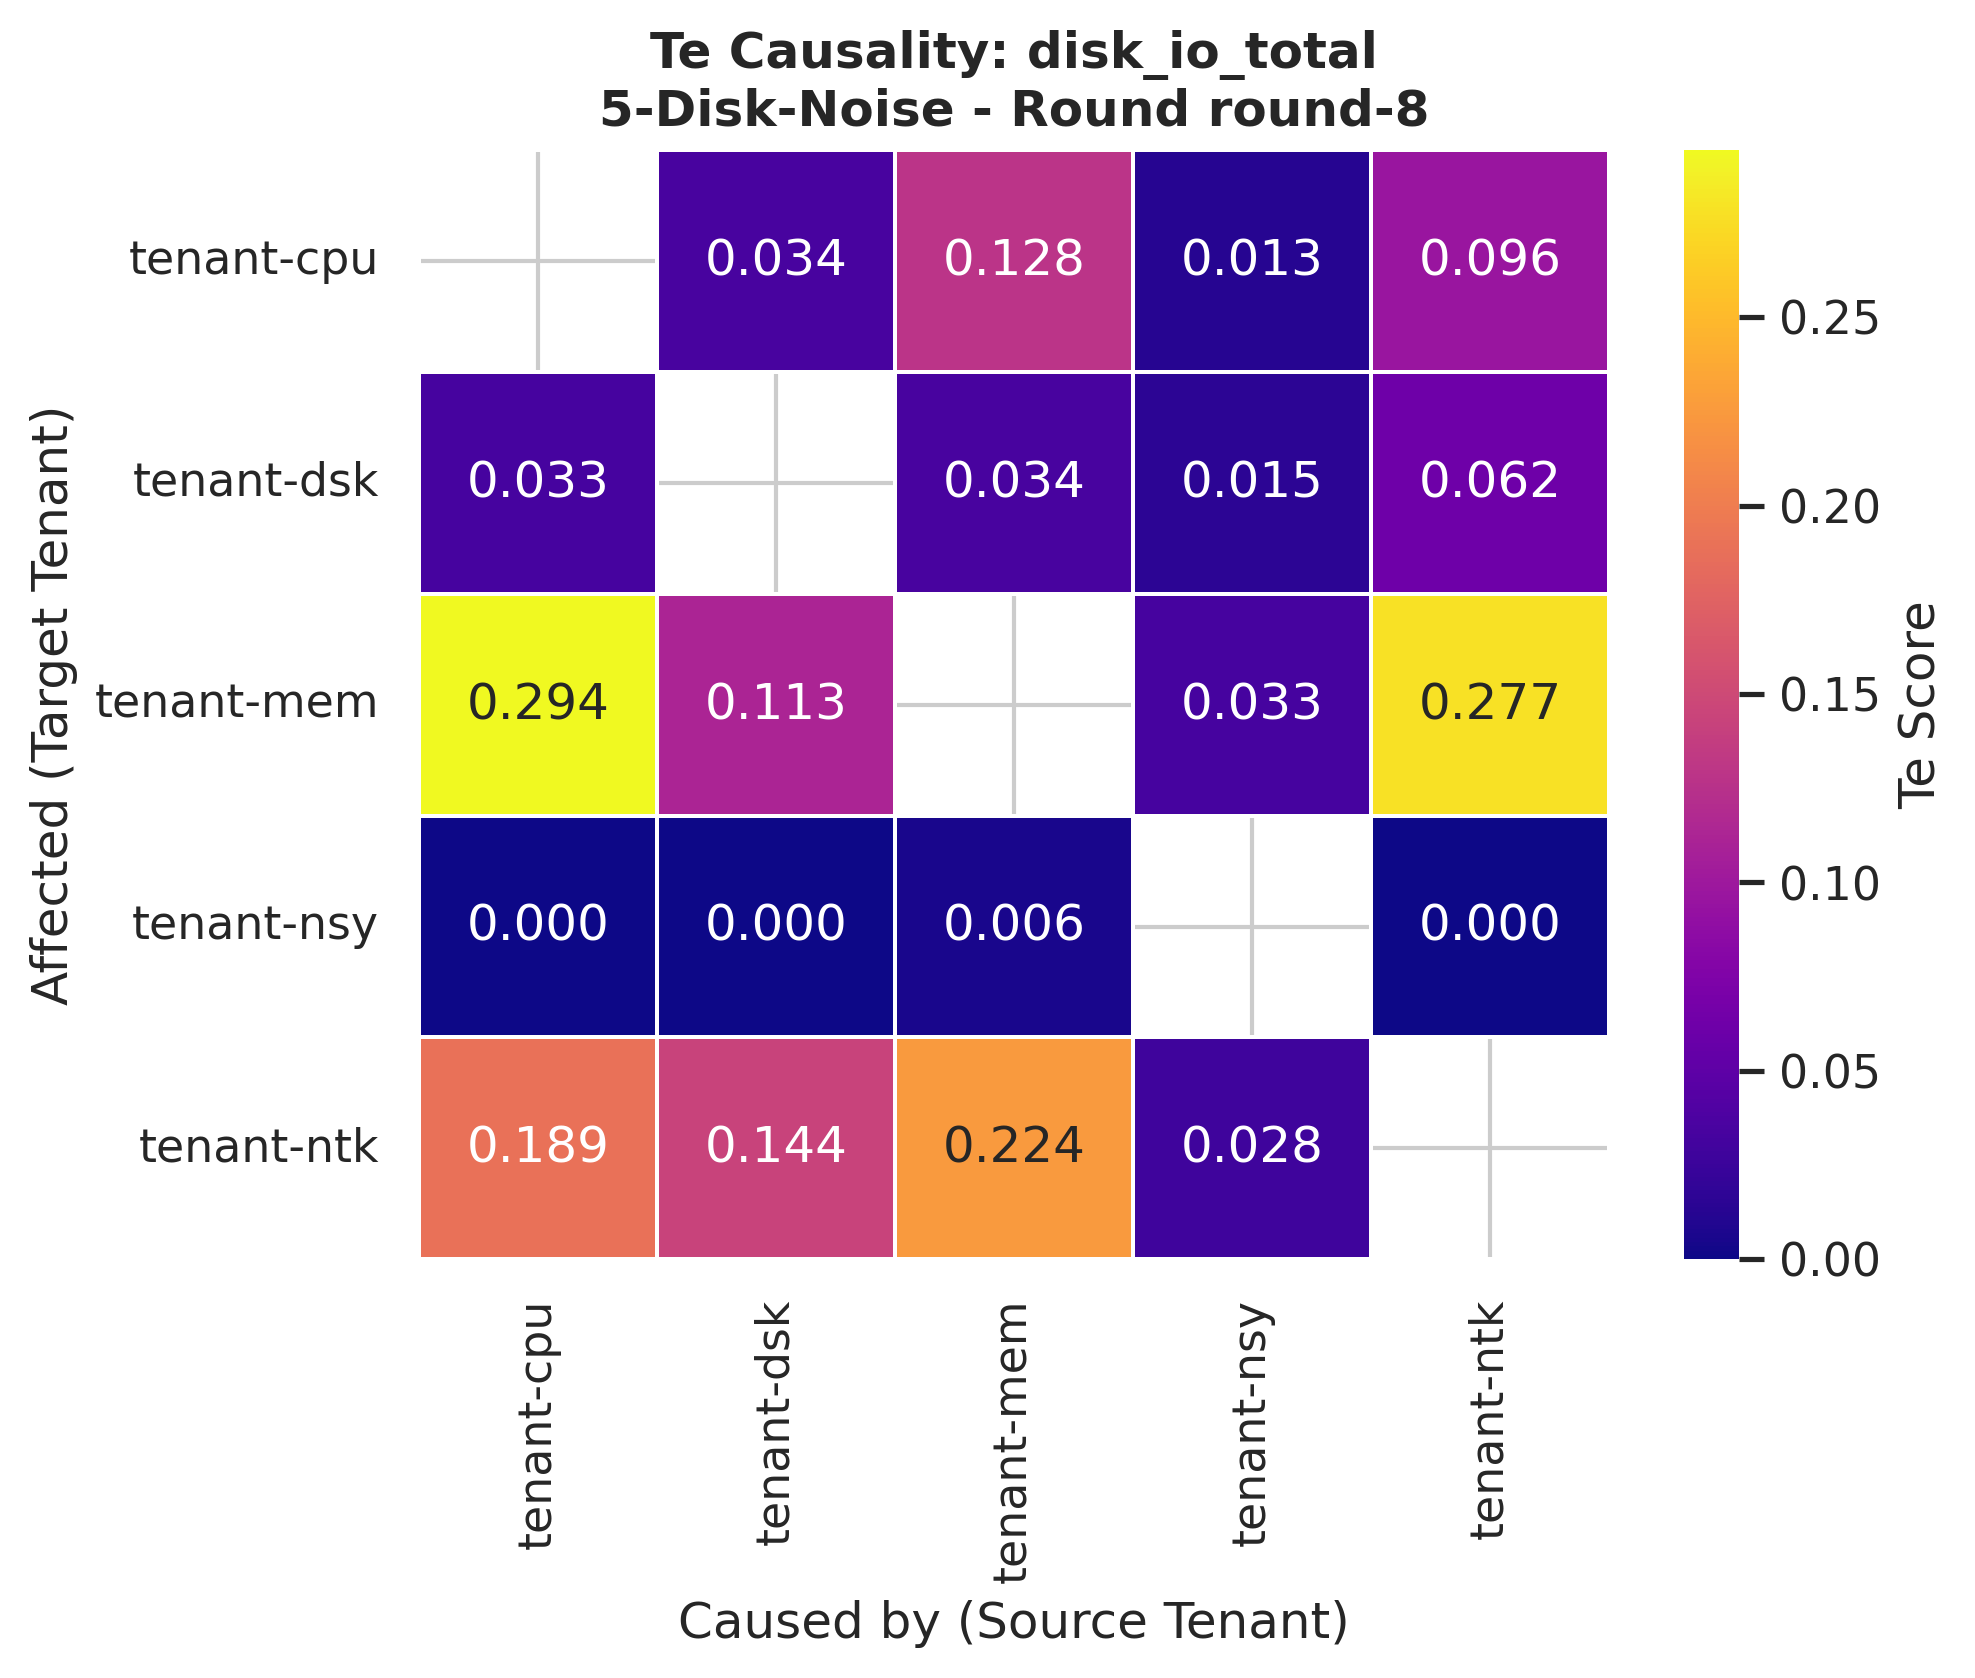 Te Causality: disk_io_total
5-Disk-Noise - Round round-8
Affected (Target Tenant)
tenant-cpu 0.034 0.128 0.013 0.096
tenant-dsk 0.033 0.034 0.015 0.062
tenant-mem 0.294 0.113 0.033 0.277
tenant-nsy 0.000 0.000 0.006 0.000
tenant-ntk 0.189 0.144 0.224 0.028
tenant-cpu tenant-dsk tenant-mem tenant-nsy tenant-ntk
Caused by (Source Tenant)
0.25
0.20
0.15
0.10
0.05
0.00
Te Score